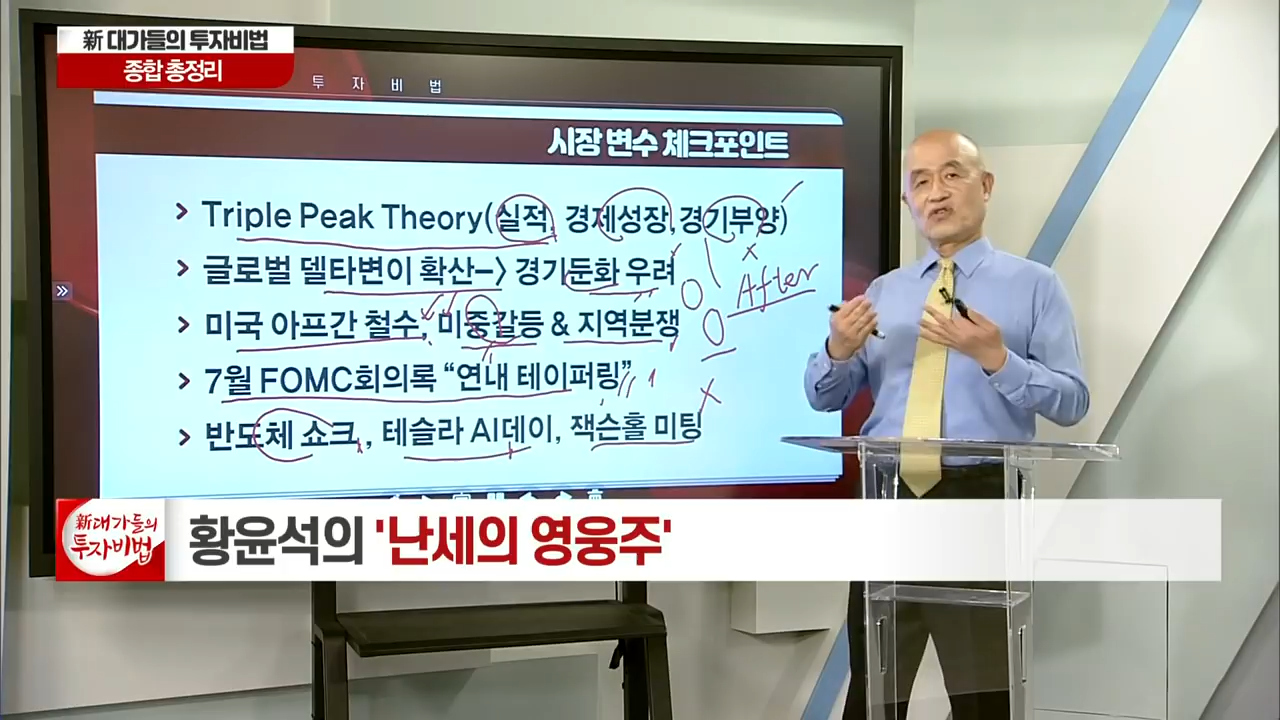 新 대가들의 투자비법
종합 총정리
투자비법
시장 변수 체크포인트
> Triple Peak Theory(실적, 경제성장,경기부양)
> 글로벌 델타변이 확산-> 경기둔화 우려
> 미국 아프간 철수, 미중갈등 & 지역분쟁
> 7월 FOMC회의록 “연내 테이퍼링”
> 반도체 쇼크, 테슬라 AI데이, 잭슨홀 미팅
After
新대가들의
투자비법
황윤석의 '난세의 영웅주'